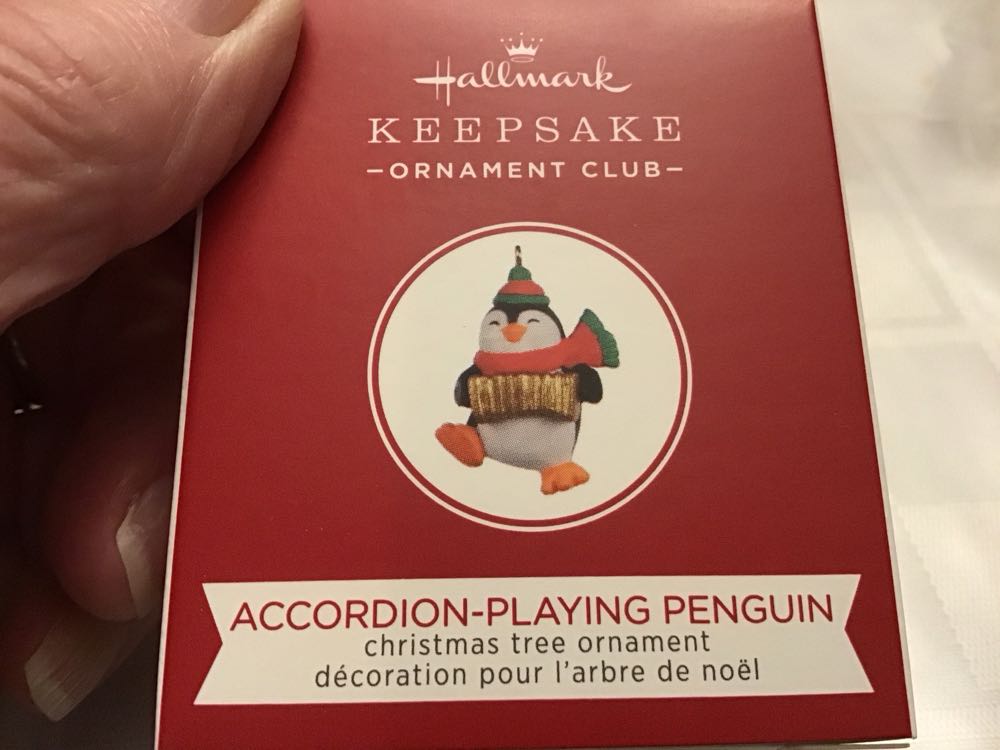 Hallmark
KEEPSAKE
–ORNAMENT CLUB–
ACCORDION-PLAYING PENGUIN
christmas tree ornament
décoration pour l'arbre de noël